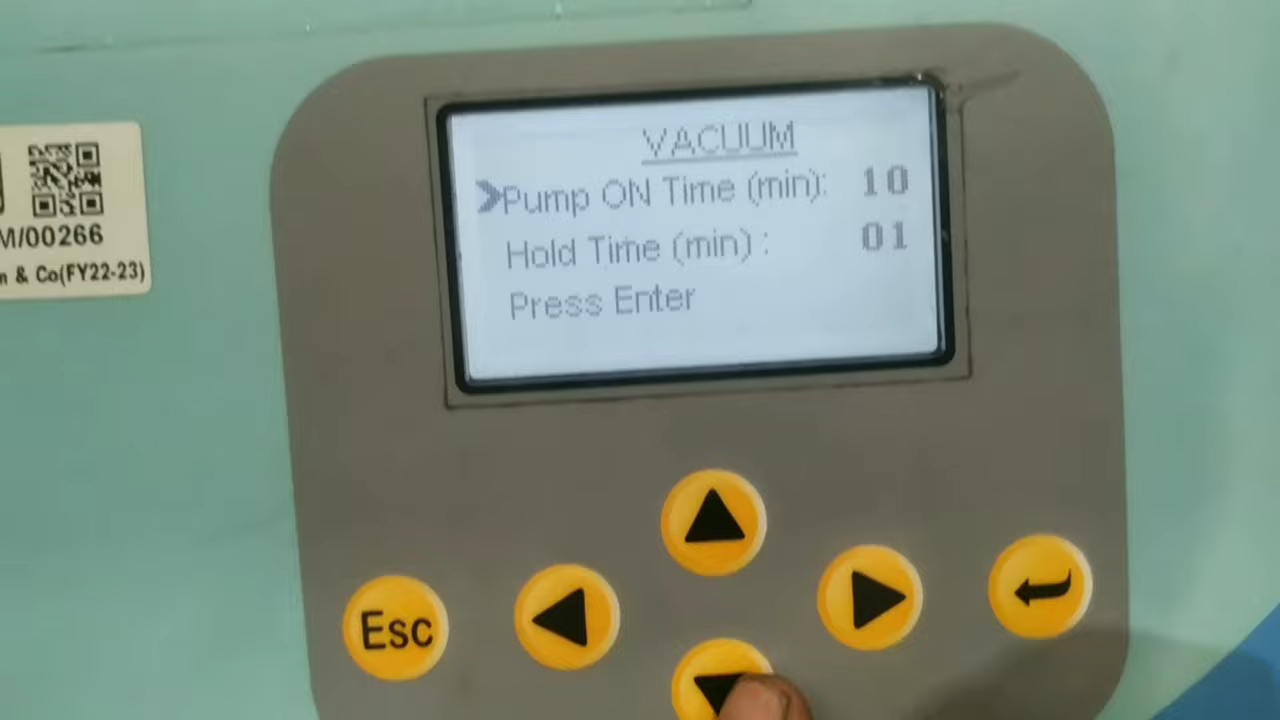 VACUUM
Pump ON Time (min): 10
Hold Time (min) : 01
Press Enter
M/00266
n & Co(FY22-23)
Esc